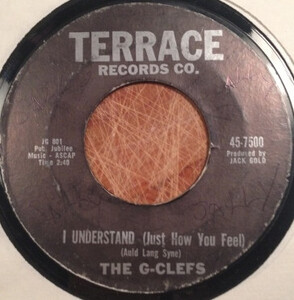 TERRACE
RECORDS CO.
JG 801
Pub. Jubilee
Music - ASCAP
Time 2:40
45-7500
Produced by
JACK GOLD
I UNDERSTAND (Just How You Feel)
(Auld Lang Syne)
THE G-CLEFS